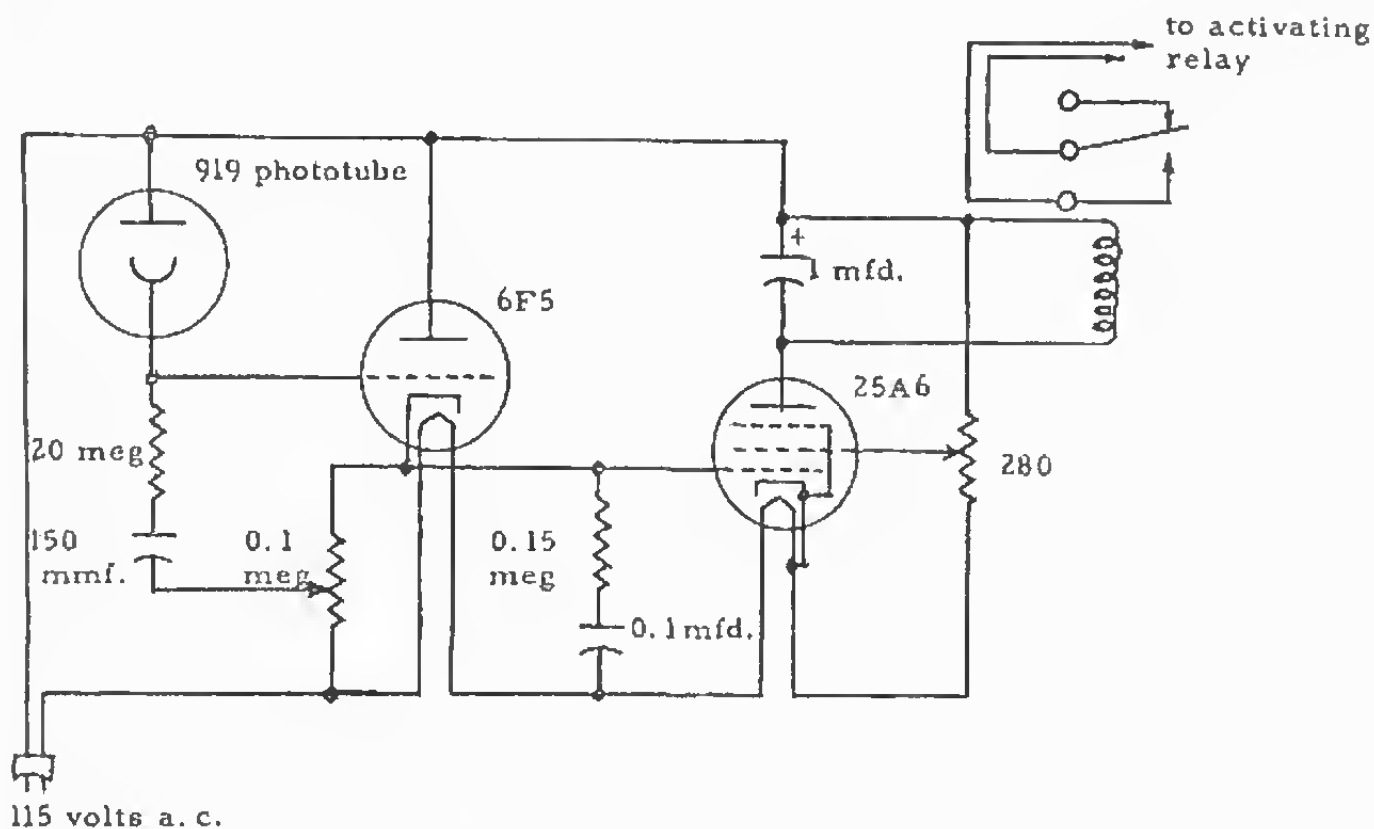 to activating
relay
919 phototube
6F5
+
1 mfd.
25A6
20 meg
280
150
mmf.
0.1
meg
0.15
meg
0.1mfd.
115 volts a. c.